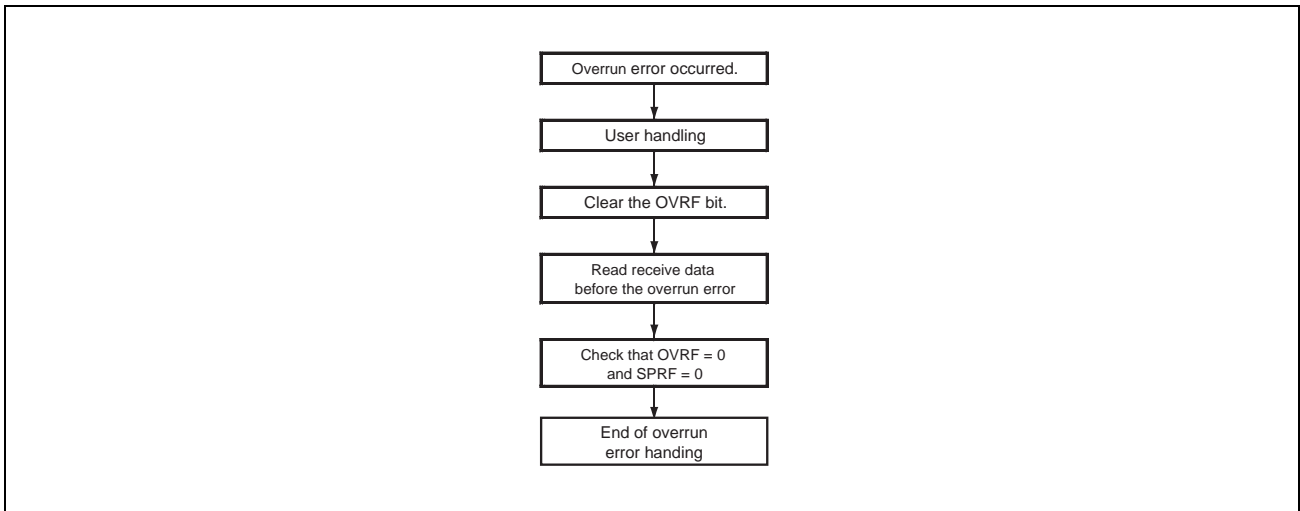 Overrun error occurred.
User handling
Clear the OVRF bit.
Read receive data
before the overrun error
Check that OVRF = 0
and SPRF = 0
End of overrun
error handing